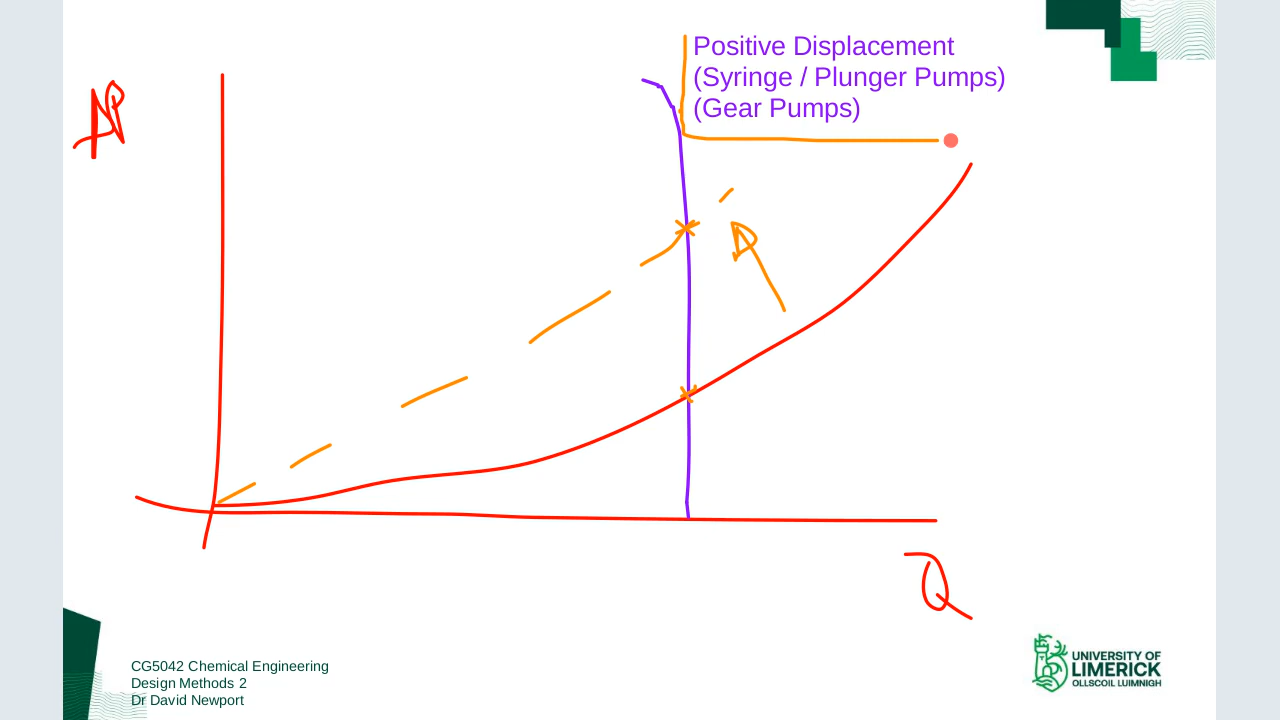 Positive Displacement
(Syringe / Plunger Pumps)
(Gear Pumps)
ΔP
Q
CG5042 Chemical Engineering
Design Methods 2
Dr David Newport
UNIVERSITY OF
LIMERICK
OLLSCOIL LUIMNIGH